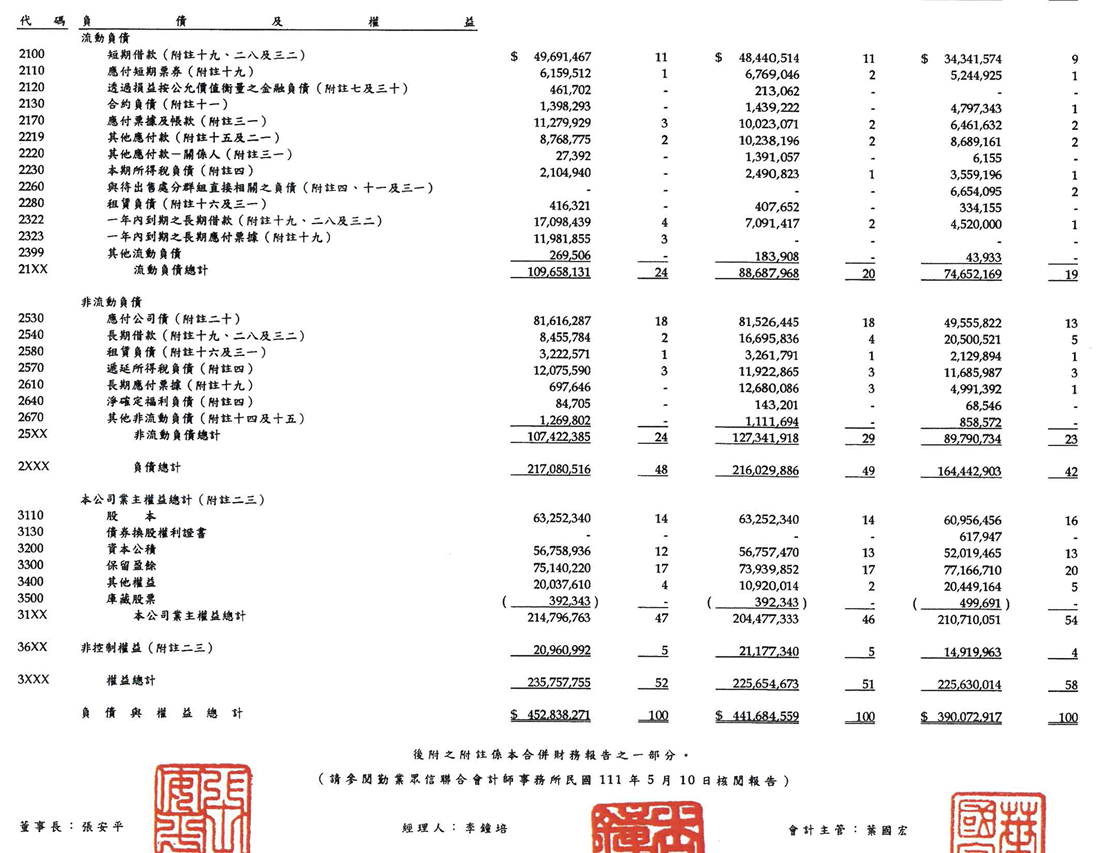 代 碼 負 債 及 權 益
流動負債
2100 短期借款（附註十九、二八及三二） $ 49,691,467 11 $ 48,440,514 11 $ 34,341,574 9
2110 應付短期票券（附註十九） 6,159,512 1 6,769,046 2 5,244,925 1
2120 透過損益按公允價值衡量之金融負債（附註七及三十） 461,702 - 213,062 - - -
2130 合約負債（附註十一） 1,398,293 - 1,439,222 - 4,797,343 1
2170 應付票據及帳款（附註三一） 11,279,929 3 10,023,071 2 6,461,632 2
2219 其他應付款（附註十五及二一） 8,768,775 2 10,238,196 2 8,689,161 2
2220 其他應付款－關係人（附註三一） 27,392 - 1,391,057 - 6,155 -
2230 本期所得稅負債（附註四） 2,104,940 - 2,490,823 1 3,559,196 1
2260 與待出售處分群組直接相關之負債（附註四、十一及三一） - - - - 6,654,095 2
2280 租賃負債（附註十六及三一） 416,321 - 407,652 - 334,155 -
2322 一年內到期之長期借款（附註十九、二八及三二） 17,098,439 4 7,091,417 2 4,520,000 1
2323 一年內到期之長期應付票據（附註十九） 11,981,855 3 - - - -
2399 其他流動負債 269,506 - 183,908 - 43,933 -
21XX 流動負債總計 109,658,131 24 88,687,968 20 74,652,169 19
非流動負債
2530 應付公司債（附註二十） 81,616,287 18 81,526,445 18 49,555,822 13
2540 長期借款（附註十九、二八及三二） 8,455,784 2 16,695,836 4 20,500,521 5
2580 租賃負債（附註十六及三一） 3,222,571 1 3,261,791 1 2,129,894 1
2570 遞延所得稅負債（附註四） 12,075,590 3 11,922,865 3 11,685,987 3
2610 長期應付票據（附註十九） 697,646 - 12,680,086 3 4,991,392 1
2640 淨確定福利負債（附註四） 84,705 - 143,201 - 68,546 -
2670 其他非流動負債（附註十四及十五） 1,269,802 - 1,111,694 - 858,572 -
25XX 非流動負債總計 107,422,385 24 127,341,918 29 89,790,734 23
2XXX 負債總計 217,080,516 48 216,029,886 49 164,442,903 42
本公司業主權益總計（附註二三）
3110 股 本 63,252,340 14 63,252,340 14 60,956,456 16
3130 債券換股權利證書 - - - - 617,947 -
3200 資本公積 56,758,936 12 56,757,470 13 52,019,465 13
3300 保留盈餘 75,140,220 17 73,939,852 17 77,166,710 20
3400 其他權益 20,037,610 4 10,920,014 2 20,449,164 5
3500 庫藏股票 ( 392,343 ) - ( 392,343 ) - ( 499,691 ) -
31XX 本公司業主權益總計 214,796,763 47 204,477,333 46 210,710,051 54
36XX 非控制權益（附註二三） 20,960,992 5 21,177,340 5 14,919,963 4
3XXX 權益總計 235,757,755 52 225,654,673 51 225,630,014 58
負 債 與 權 益 總 計 $ 452,838,271 100 $ 441,684,559 100 $ 390,072,917 100
後附之附註係本合併財務報告之一部分。
（請參閱勤業眾信聯合會計師事務所民國 111 年 5 月 10 日核閱報告）
董事長：張安平 經理人：李鐘培 會計主管：葉國宏